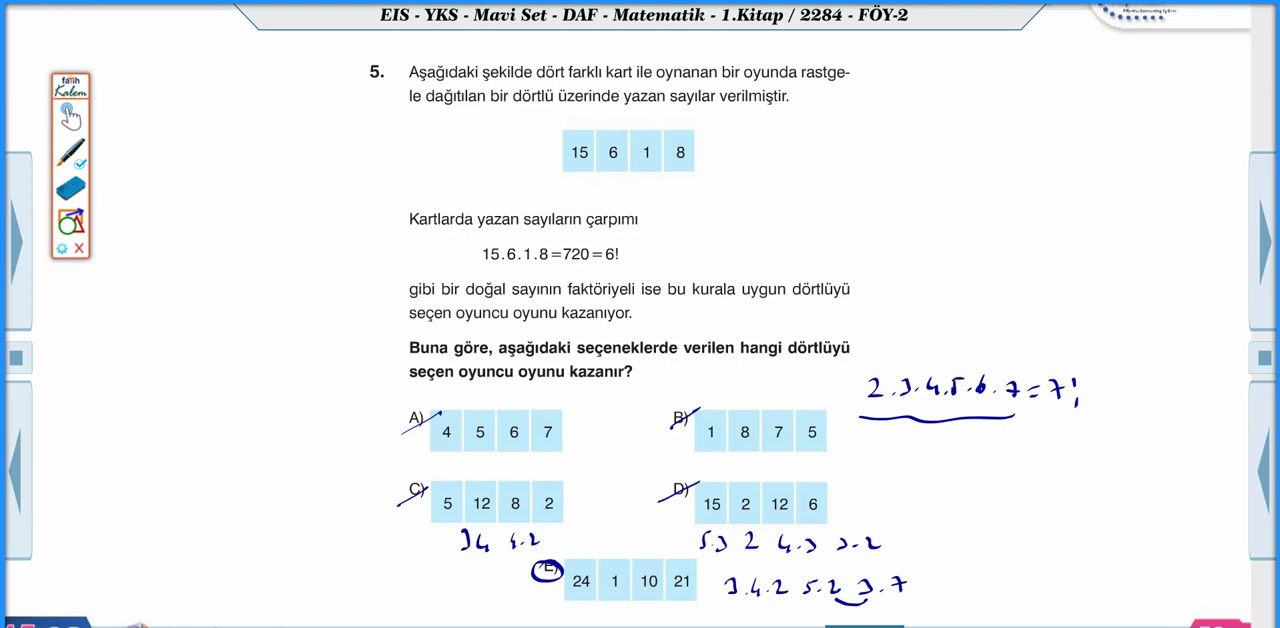 EIS - YKS - Mavi Set - DAF - Matematik - 1.Kitap / 2284 - FÖY-2
fatih
Kalem
5. Aşağıdaki şekilde dört farklı kart ile oynanan bir oyunda rastge-
le dağıtılan bir dörtlü üzerinde yazan sayılar verilmiştir.
15 6 1 8
Kartlarda yazan sayıların çarpımı
15.6.1.8=720=6!
gibi bir doğal sayının faktöriyeli ise bu kurala uygun dörtlüyü
seçen oyuncu oyunu kazanıyor.
Buna göre, aşağıdaki seçeneklerde verilen hangi dörtlüyü
seçen oyuncu oyunu kazanır?
2.3.4.5.6.7=7!
A) 4 5 6 7
B) 1 8 7 5
C) 5 12 8 2
D) 15 2 12 6
3 4 4.2
5.3 2 4.3 3.2
E) 24 1 10 21
3.4.2 5.2 3.7